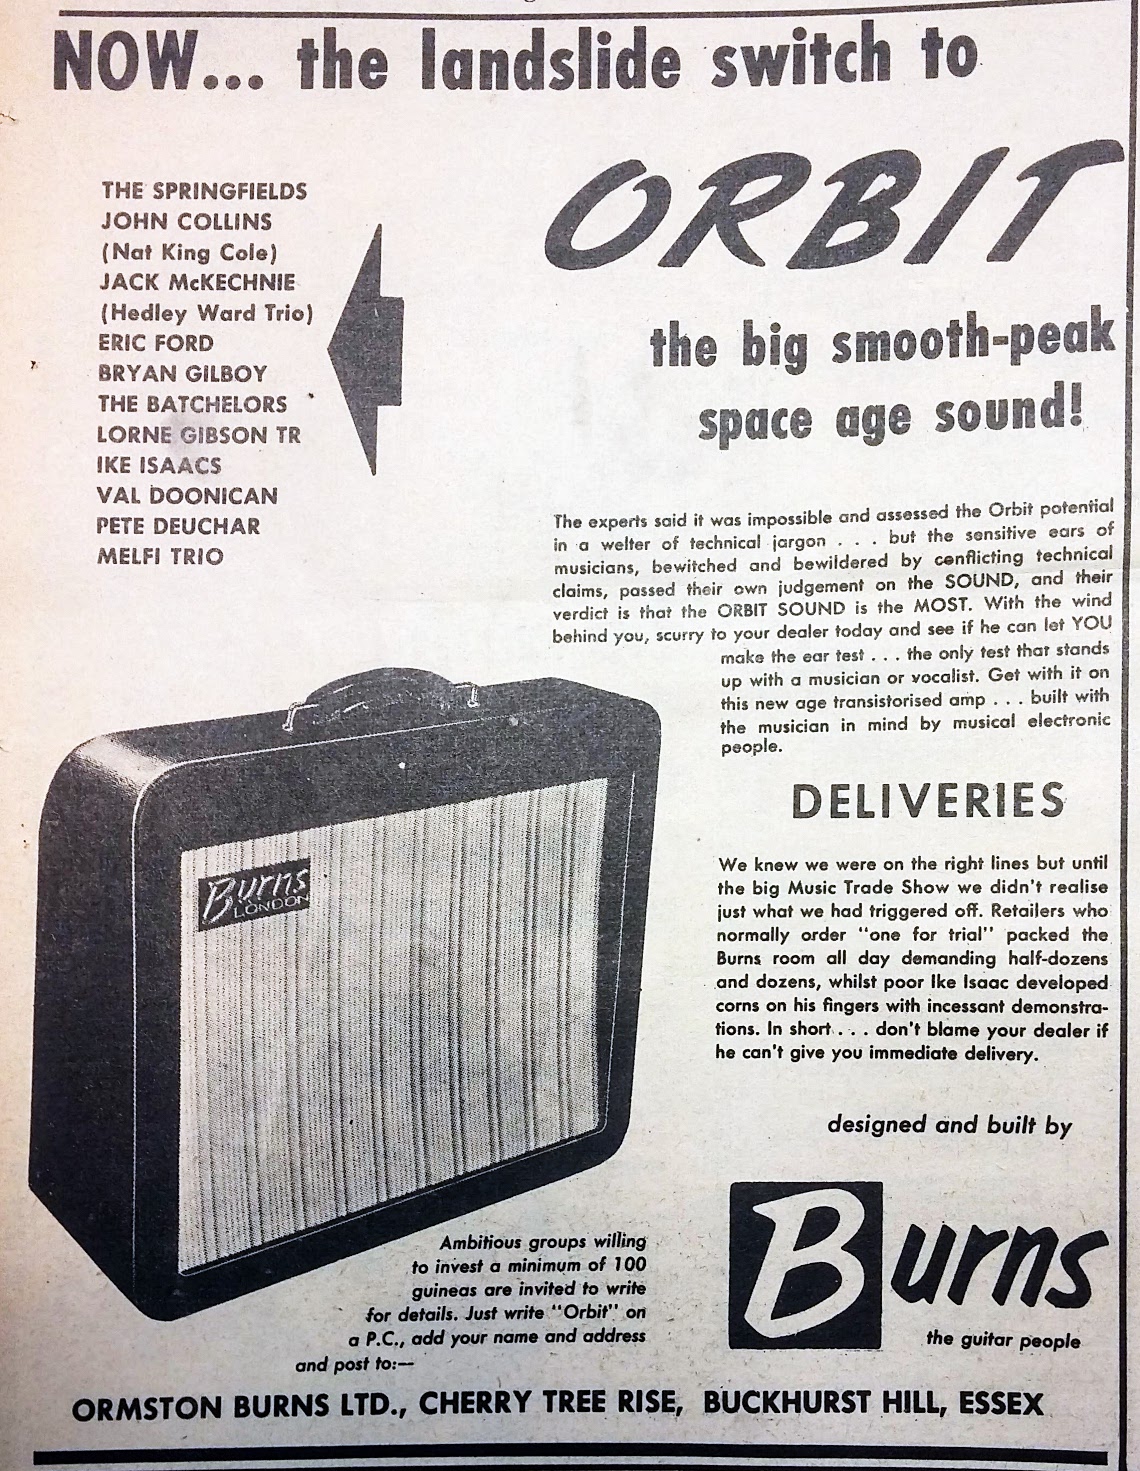 NOW... the landslide switch to
ORBIT
the big smooth-peak
space age sound!
THE SPRINGFIELDS
JOHN COLLINS
(Nat King Cole)
JACK McKECHNIE
(Hedley Ward Trio)
ERIC FORD
BRYAN GILBOY
THE BATCHELORS
LORNE GIBSON TR
IKE ISAACS
VAL DOONICAN
PETE DEUCHAR
MELFI TRIO
The experts said it was impossible and assessed the Orbit potential
in a welter of technical jargon . . . but the sensitive ears of
musicians, bewitched and bewildered by conflicting technical
claims, passed their own judgement on the SOUND, and their
verdict is that the ORBIT SOUND is the MOST. With the wind
behind you, scurry to your dealer today and see if he can let YOU
make the ear test . . . the only test that stands
up with a musician or vocalist. Get with it on
this new age transistorised amp . . . built with
the musician in mind by musical electronic
people.
DELIVERIES
We knew we were on the right lines but until
the big Music Trade Show we didn't realise
just what we had triggered off. Retailers who
normally order "one for trial" packed the
Burns room all day demanding half-dozens
and dozens, whilst poor Ike Isaac developed
corns on his fingers with incessant demonstra-
tions. In short . . . don't blame your dealer if
he can't give you immediate delivery.
Burns
LONDON
designed and built by
Burns
the guitar people
Ambitious groups willing
to invest a minimum of 100
guineas are invited to write
for details. Just write "Orbit" on
a P.C., add your name and address
and post to:—
ORMSTON BURNS LTD., CHERRY TREE RISE, BUCKHURST HILL, ESSEX